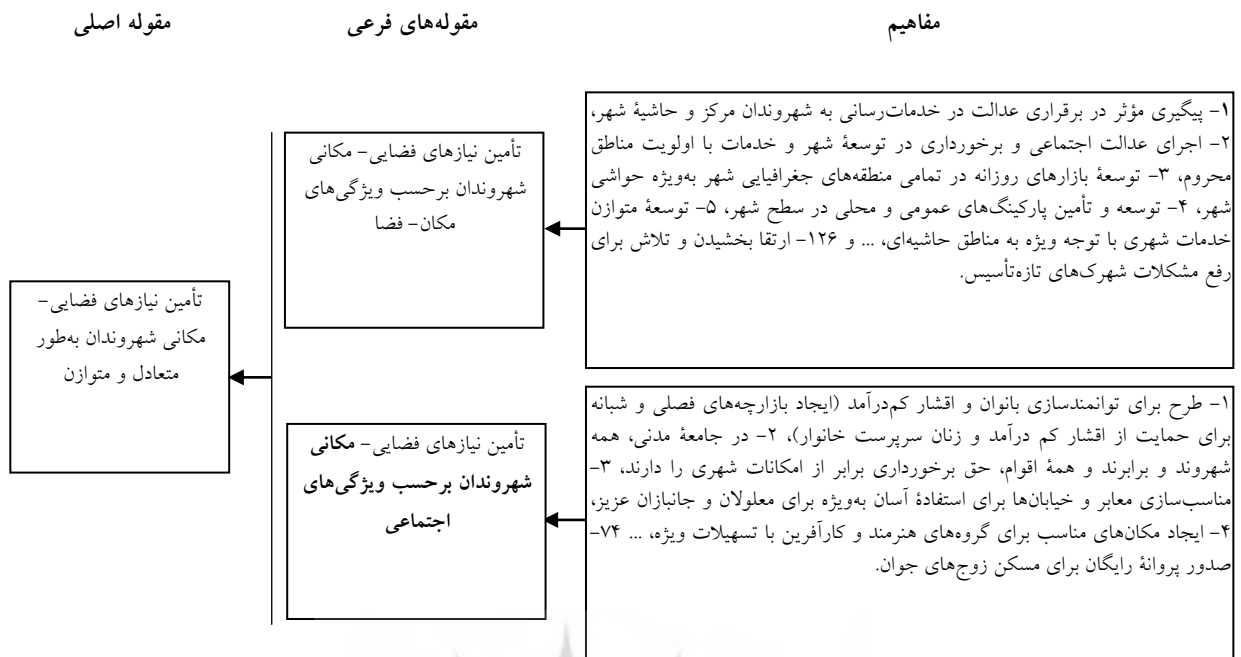 مفاهیم
مقوله‌های فرعی
مقوله اصلی
۱- پیگیری مؤثر در برقراری عدالت در خدمات‌رسانی به شهروندان مرکز و حاشیۀ شهر،
۲- اجرای عدالت اجتماعی و برخورداری در توسعۀ شهر و خدمات با اولویت مناطق
محروم، ۳- توسعۀ بازارهای روزانه در تمامی منطقه‌های جغرافیایی شهر به‌ویژه حواشی
شهر، ۴- توسعه و تأمین پارکینگ‌های عمومی و محلی در سطح شهر، ۵- توسعۀ متوازن
خدمات شهری با توجه ویژه به مناطق حاشیه‌ای، ... و ۱۲۶- ارتقا بخشیدن و تلاش برای
رفع مشکلات شهرک‌های تازه‌تأسیس.
تأمین نیازهای فضایی- مکانی
شهروندان برحسب ویژگی‌های
مکان- فضا
تأمین نیازهای فضایی-
مکانی شهروندان به‌طور
متعادل و متوازن
۱- طرح برای توانمندسازی بانوان و اقشار کم‌درآمد (ایجاد بازارچه‌های فصلی و شبانه
برای حمایت از اقشار کم درآمد و زنان سرپرست خانوار)، ۲- در جامعۀ مدنی، همه
شهروند و برابرند و همۀ اقوام، حق برخورداری برابر از امکانات شهری را دارند، ۳-
مناسب‌سازی معابر و خیابان‌ها برای استفادۀ آسان به‌ویژه برای معلولان و جانبازان عزیز،
۴- ایجاد مکان‌های مناسب برای گروه‌های هنرمند و کارآفرین با تسهیلات ویژه، ... ۷۴-
صدور پروانۀ رایگان برای مسکن زوج‌های جوان.
تأمین نیازهای فضایی- مکانی
شهروندان برحسب ویژگی‌های
اجتماعی